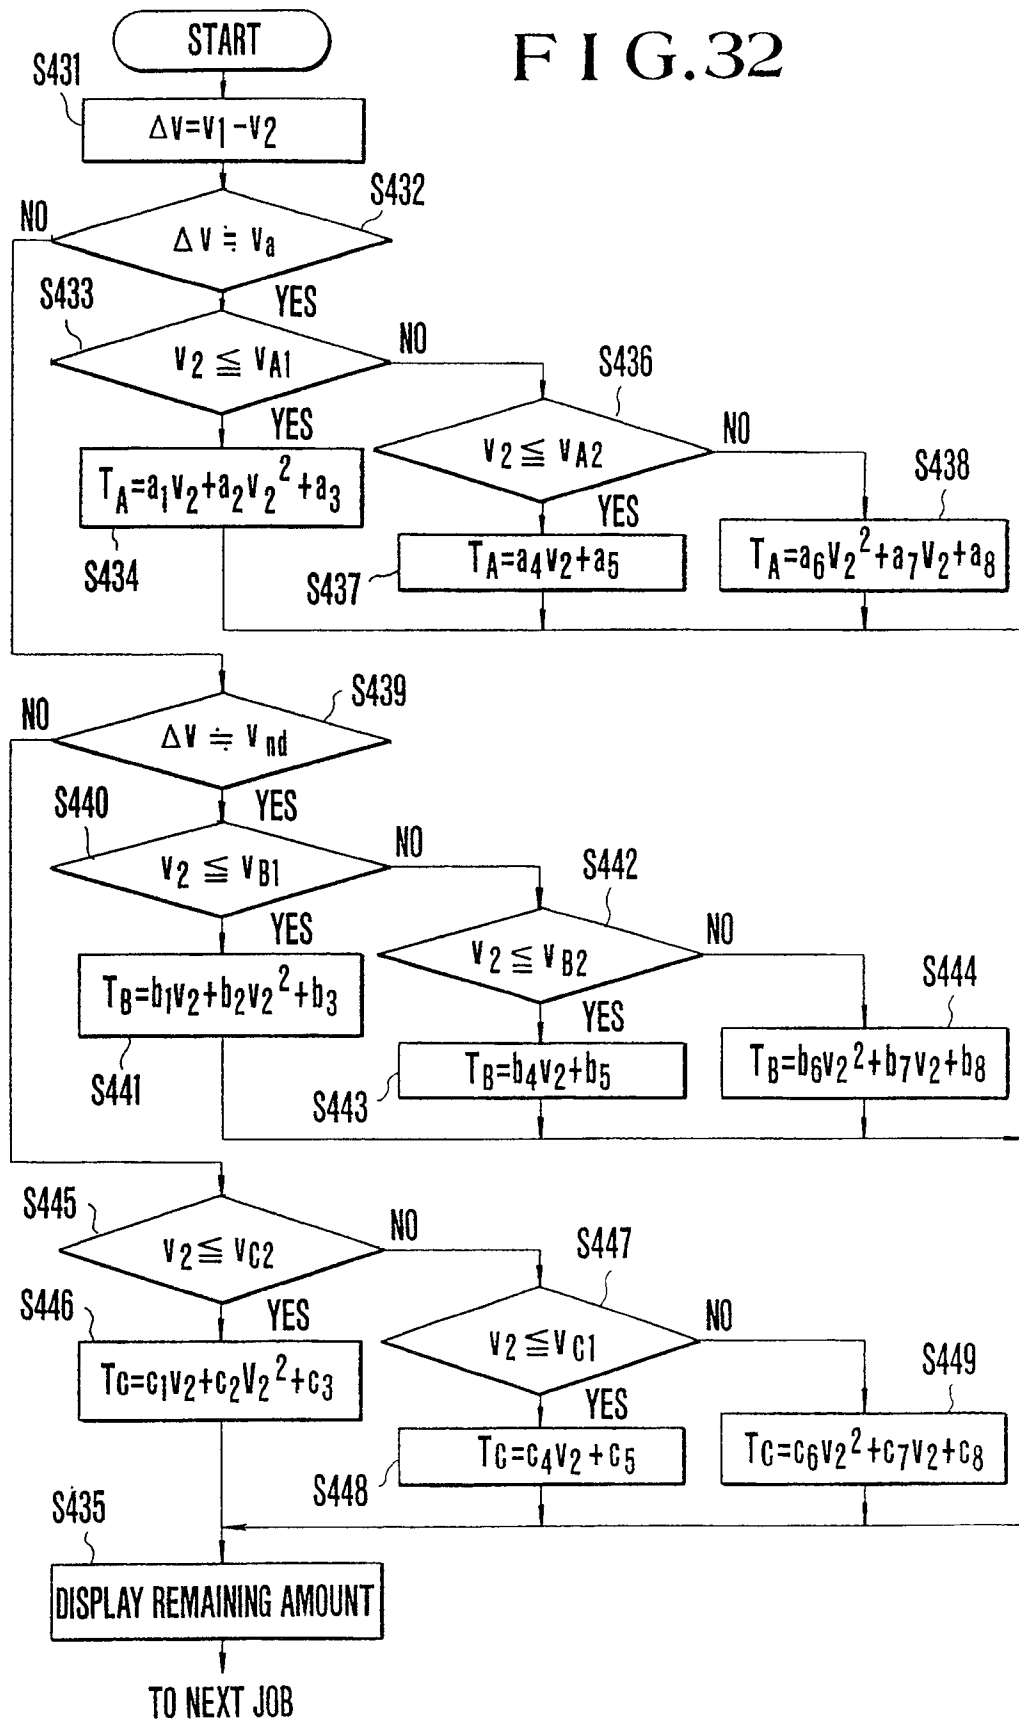 START
F I G.32
S431
ΔV=V1-V2
S432
NO
ΔV≒Va
S433
YES
V2≦VA1
NO
S436
YES
V2≦VA2
NO
S438
TA=a1V2+a2V2²+a3
S434
YES
TA=a4V2+a5
S437
TA=a6V2²+a7V2+a8
S439
NO
ΔV≒Vnd
S440
YES
V2≦VB1
NO
S442
YES
V2≦VB2
NO
S444
TB=b1V2+b2V2²+b3
S441
YES
TB=b4V2+b5
S443
TB=b6V2²+b7V2+b8
S445
V2≦VC2
NO
S447
S446
YES
V2≦VC1
NO
S449
TC=C1V2+C2V2²+C3
YES
TC=C4V2+C5
S448
TC=C6V2²+C7V2+C8
S435
DISPLAY REMAINING AMOUNT
TO NEXT JOB